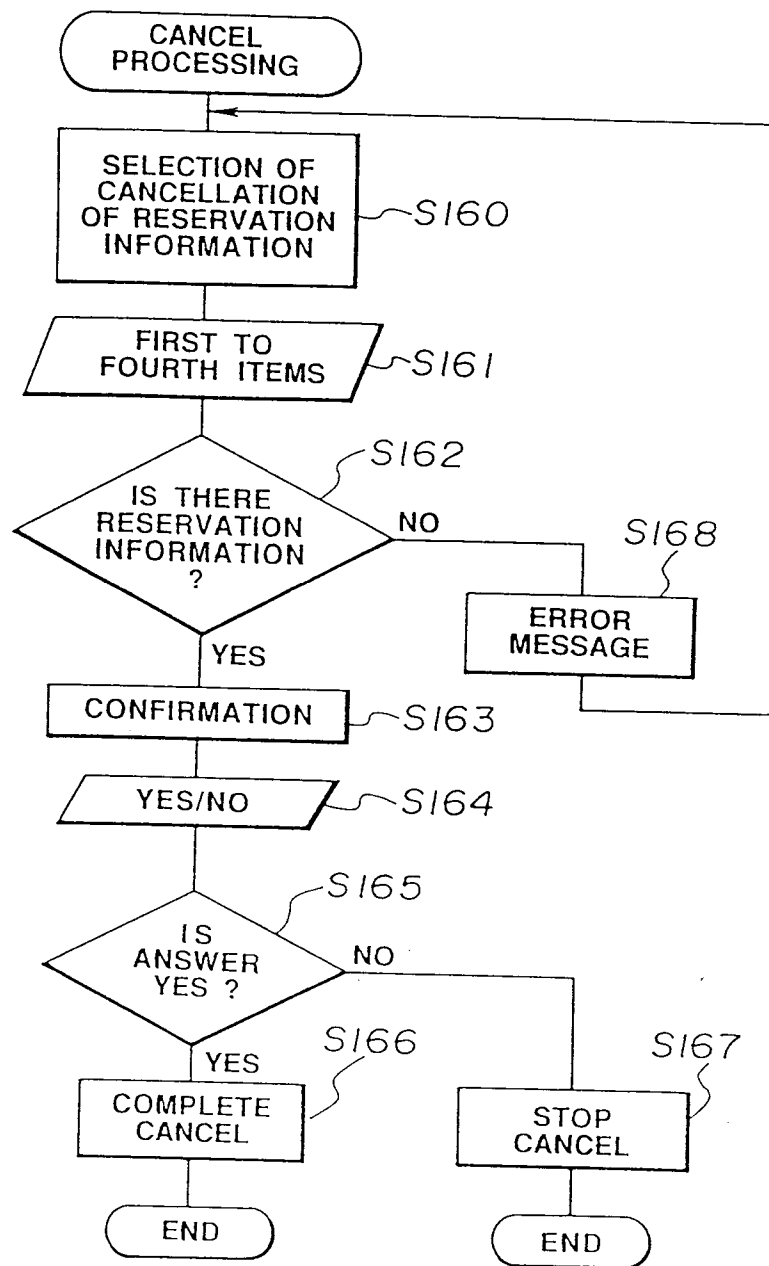 CANCEL
PROCESSING
SELECTION OF
CANCELLATION
OF RESERVATION
INFORMATION
S160
FIRST TO
FOURTH ITEMS
S161
S162
IS THERE
RESERVATION
INFORMATION
?
NO
S168
ERROR
MESSAGE
YES
CONFIRMATION
S163
YES/NO
S164
S165
IS
ANSWER
YES ?
NO
YES
S166
COMPLETE
CANCEL
S167
STOP
CANCEL
END
END